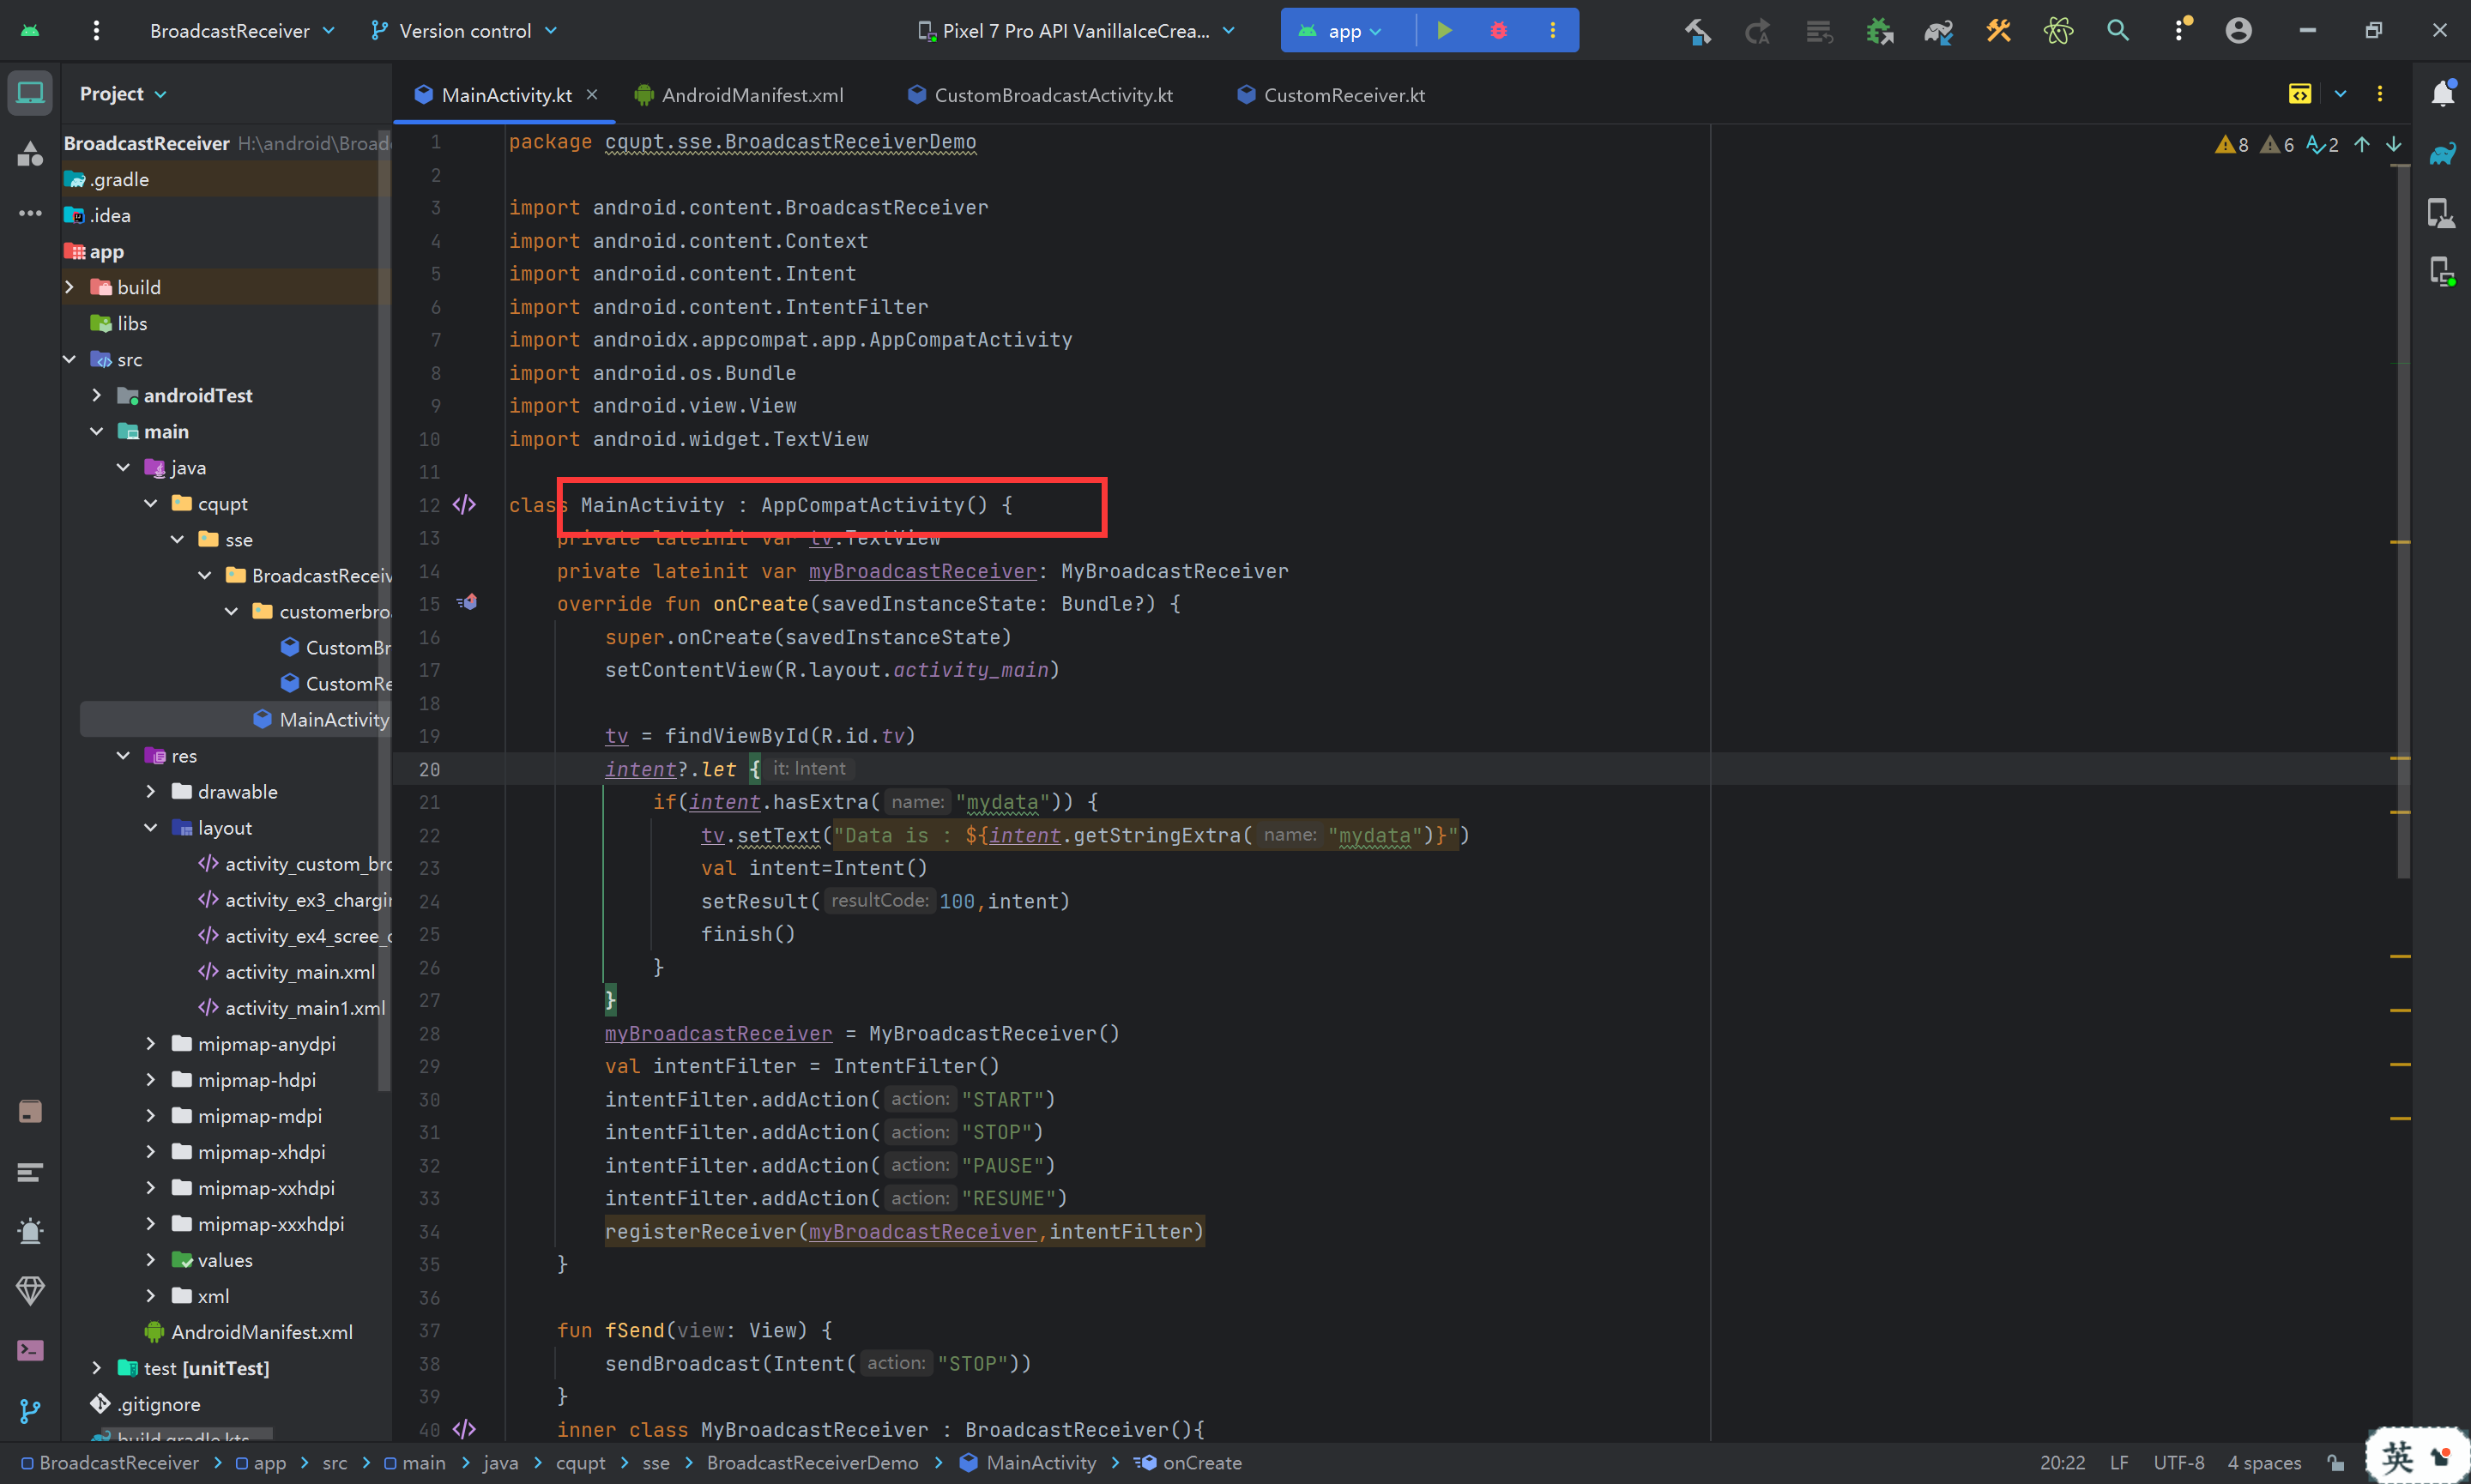 BroadcastReceiver
Version control
Pixel 7 Pro API VanillaIceCrea...
app
Project
MainActivity.kt
AndroidManifest.xml
CustomBroadcastActivity.kt
CustomReceiver.kt
BroadcastReceiver H:\android\Broad
.gradle
.idea
app
build
libs
src
androidTest
main
java
cqupt
sse
BroadcastReceiv
customerbro
CustomBr
CustomRe
MainActivity
res
drawable
layout
activity_custom_bro
activity_ex3_chargi
activity_ex4_scree_c
activity_main.xml
activity_main1.xml
mipmap-anydpi
mipmap-hdpi
mipmap-mdpi
mipmap-xhdpi
mipmap-xxhdpi
mipmap-xxxhdpi
values
xml
AndroidManifest.xml
test [unitTest]
.gitignore
build.gradle.kts
8 6 2
1 package cqupt.sse.BroadcastReceiverDemo
2
3 import android.content.BroadcastReceiver
4 import android.content.Context
5 import android.content.Intent
6 import android.content.IntentFilter
7 import androidx.appcompat.app.AppCompatActivity
8 import android.os.Bundle
9 import android.view.View
10 import android.widget.TextView
11
12 class MainActivity : AppCompatActivity() {
13 private lateinit var tv:TextView
14 private lateinit var myBroadcastReceiver: MyBroadcastReceiver
15 override fun onCreate(savedInstanceState: Bundle?) {
16 super.onCreate(savedInstanceState)
17 setContentView(R.layout.activity_main)
18
19 tv = findViewById(R.id.tv)
20 intent?.let { it: Intent
21 if(intent.hasExtra( name: "mydata")) {
22 tv.setText("Data is : ${intent.getStringExtra( name: "mydata")}")
23 val intent=Intent()
24 setResult( resultCode: 100,intent)
25 finish()
26 }
27 }
28 myBroadcastReceiver = MyBroadcastReceiver()
29 val intentFilter = IntentFilter()
30 intentFilter.addAction( action: "START")
31 intentFilter.addAction( action: "STOP")
32 intentFilter.addAction( action: "PAUSE")
33 intentFilter.addAction( action: "RESUME")
34 registerReceiver(myBroadcastReceiver,intentFilter)
35 }
36
37 fun fSend(view: View) {
38 sendBroadcast(Intent( action: "STOP"))
39 }
40 inner class MyBroadcastReceiver : BroadcastReceiver(){
BroadcastReceiver > app > src > main > java > cqupt > sse > BroadcastReceiverDemo > MainActivity > onCreate
20:22 LF UTF-8 4 spaces
英